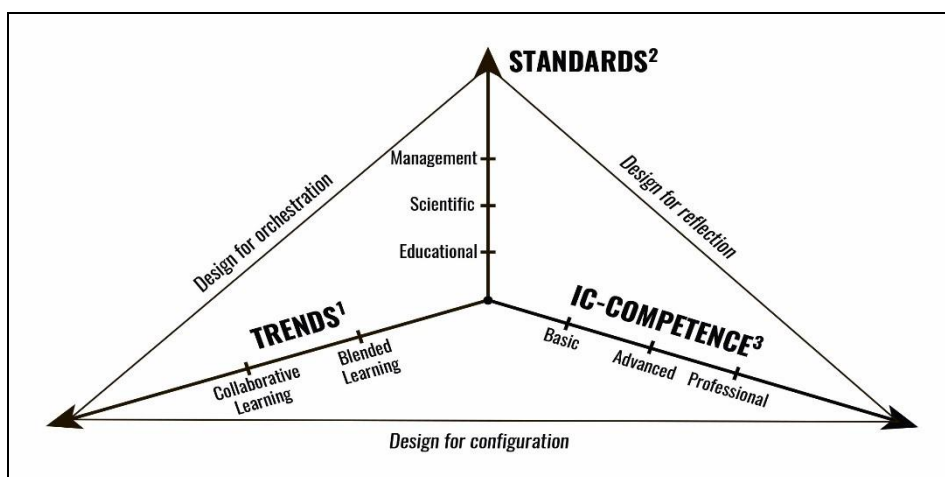 STANDARDS²
Management
Scientific
Educational
Design for orchestration
Design for reflection
TRENDS¹
Blended
Learning
Collaborative
Learning
IC-COMPETENCE³
Basic
Advanced
Professional
Design for configuration